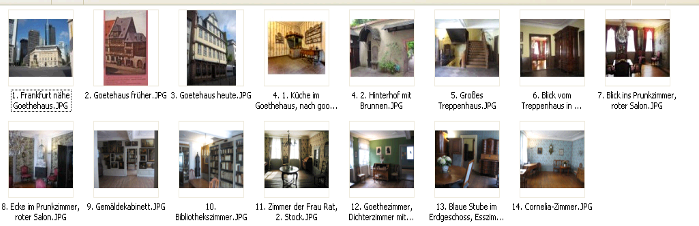 1. Frankfurt nähe
Goethehaus.JPG
2. Goetehaus früher.JPG
3. Goetehaus heute.JPG
4. 1. Küche im
Goethehaus, nach goo...
4. 2. Hinterhof mit
Brunnen.JPG
5. Großes
Treppenhaus.JPG
6. Blick vom
Treppenhaus in ...
7. Blick ins Prunkzimmer,
roter Salon.JPG
8. Ecke im Prunkzimmer,
roter Salon.JPG
9. Gemäldekabinett.JPG
10.
Bibliothekszimmer.JPG
11. Zimmer der Frau Rat,
2. Stock.JPG
12. Goethezimer,
Dichterzimmer mit...
13. Blaue Stube im
Erdgeschoss, Esszim...
14. Cornelia-Zimmer.JPG